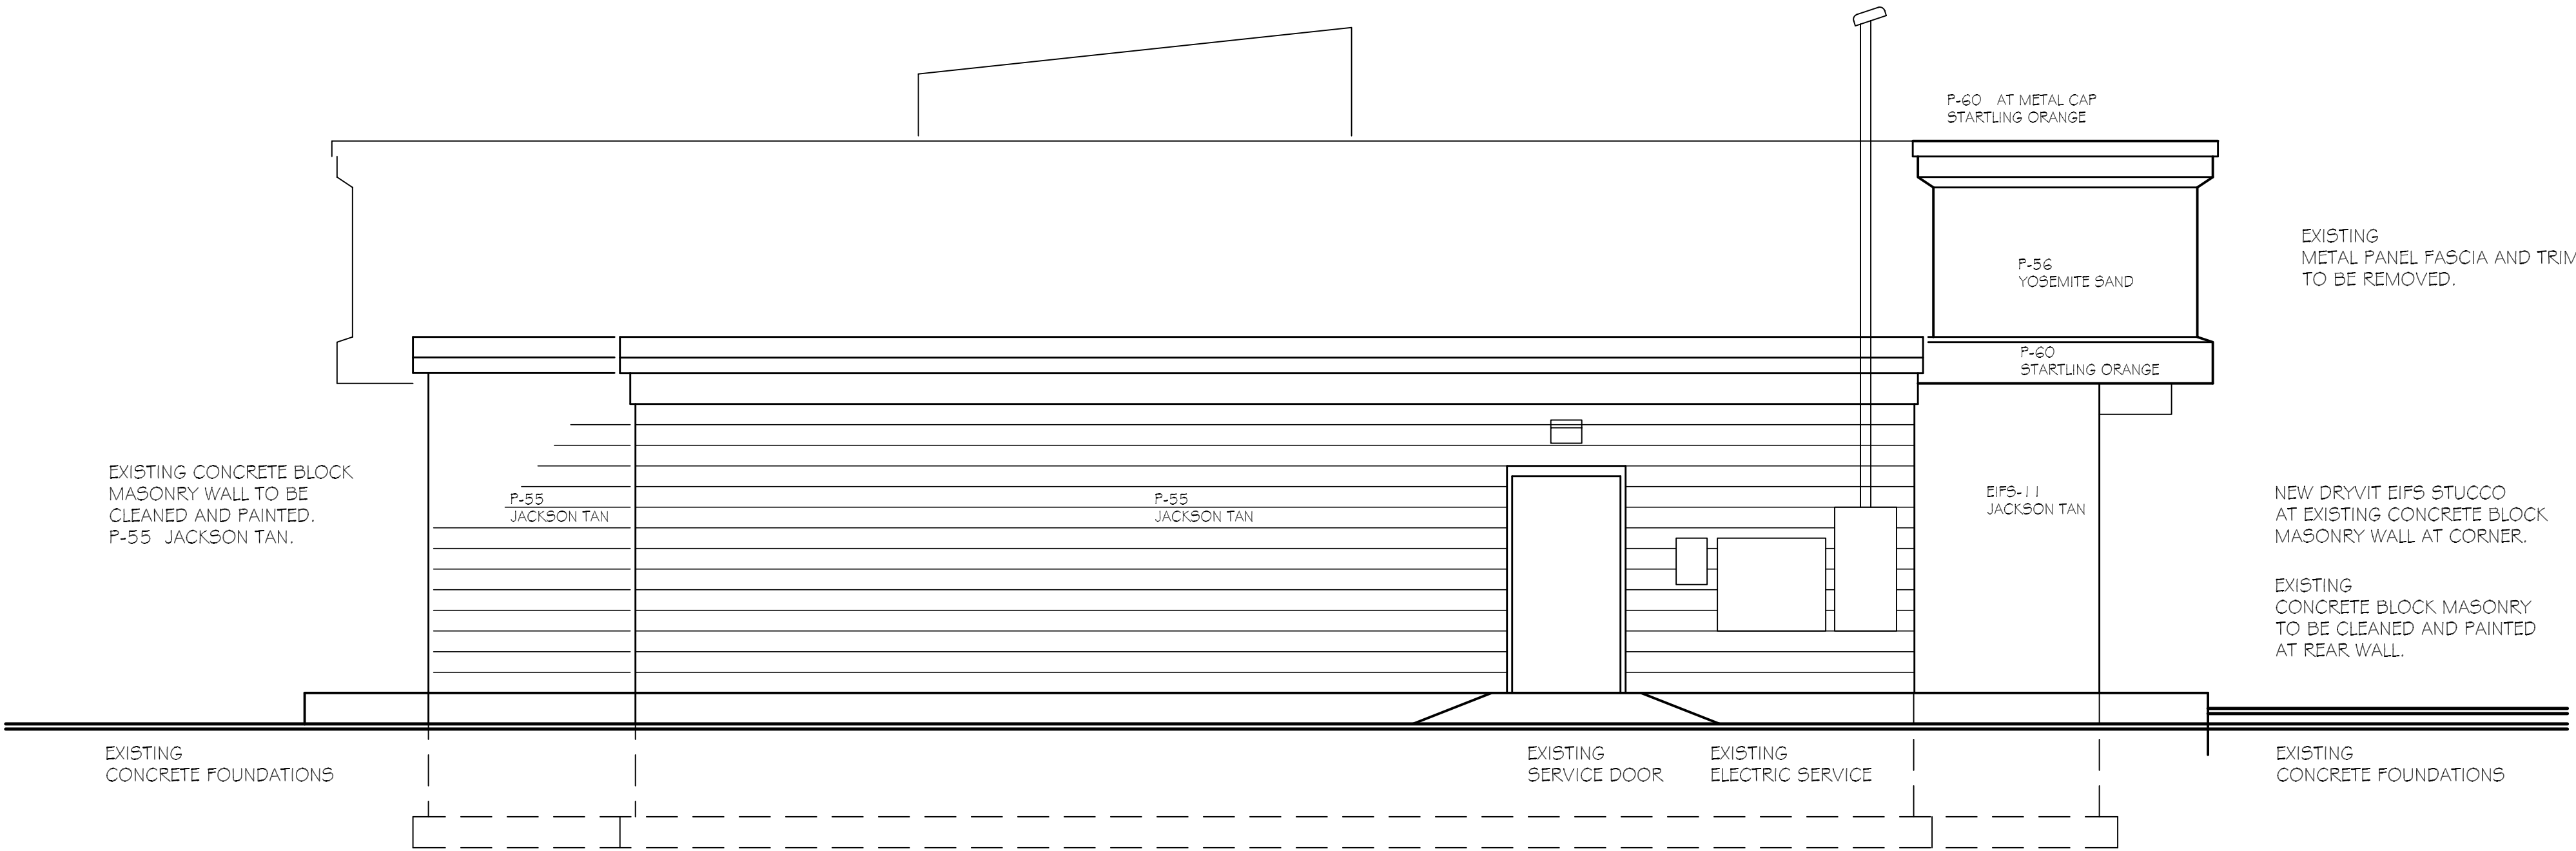 P-60 AT METAL CAP
STARTLING ORANGE
EXISTING
METAL PANEL FASCIA AND TRIM
TO BE REMOVED.
P-56
YOSEMITE SAND
P-60
STARTLING ORANGE
EXISTING CONCRETE BLOCK
MASONRY WALL TO BE
CLEANED AND PAINTED.
P-55 JACKSON TAN.
P-55
JACKSON TAN
P-55
JACKSON TAN
EIFS-11
JACKSON TAN
NEW DRYVIT EIFS STUCCO
AT EXISTING CONCRETE BLOCK
MASONRY WALL AT CORNER.
EXISTING
CONCRETE BLOCK MASONRY
TO BE CLEANED AND PAINTED
AT REAR WALL.
EXISTING
CONCRETE FOUNDATIONS
EXISTING
SERVICE DOOR
EXISTING
ELECTRIC SERVICE
EXISTING
CONCRETE FOUNDATIONS